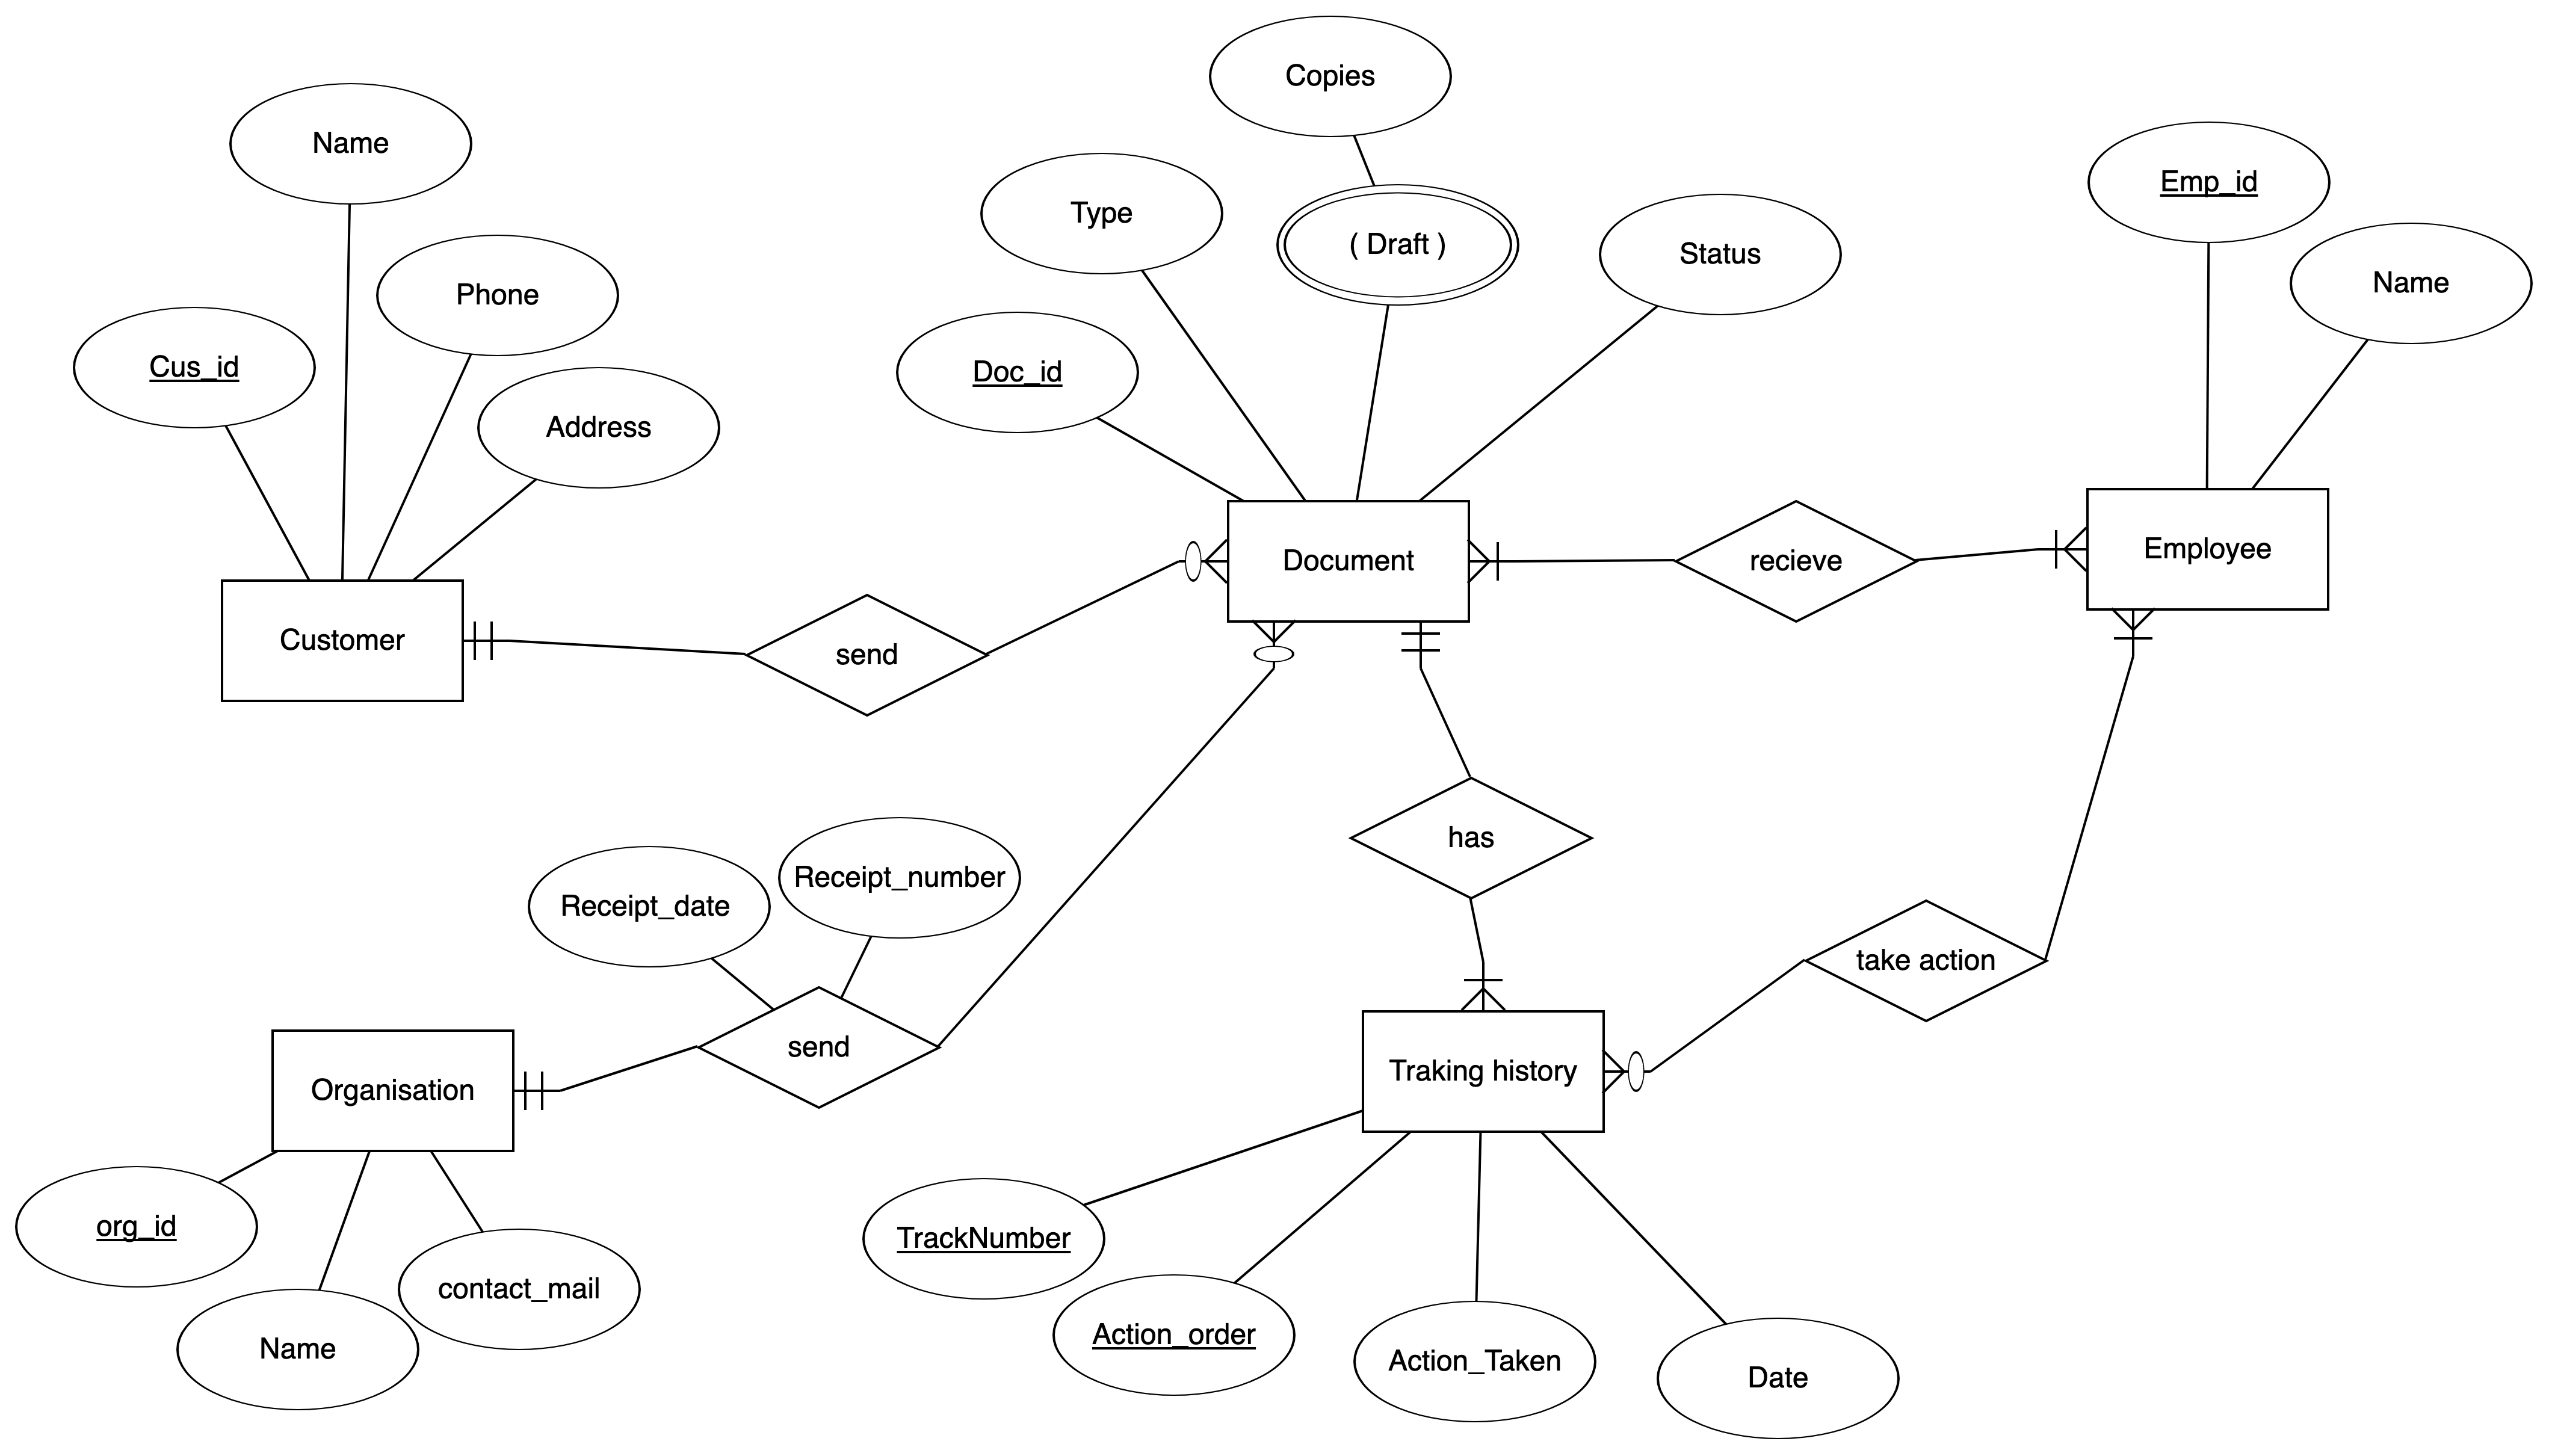 Copies
Name
Type
( Draft )
Status
Emp_id
Name
Phone
Cus_id
Doc_id
Address
Customer
send
Document
recieve
Employee
has
Receipt_date
Receipt_number
take action
Organisation
send
Traking history
org_id
Name
contact_mail
TrackNumber
Action_order
Action_Taken
Date